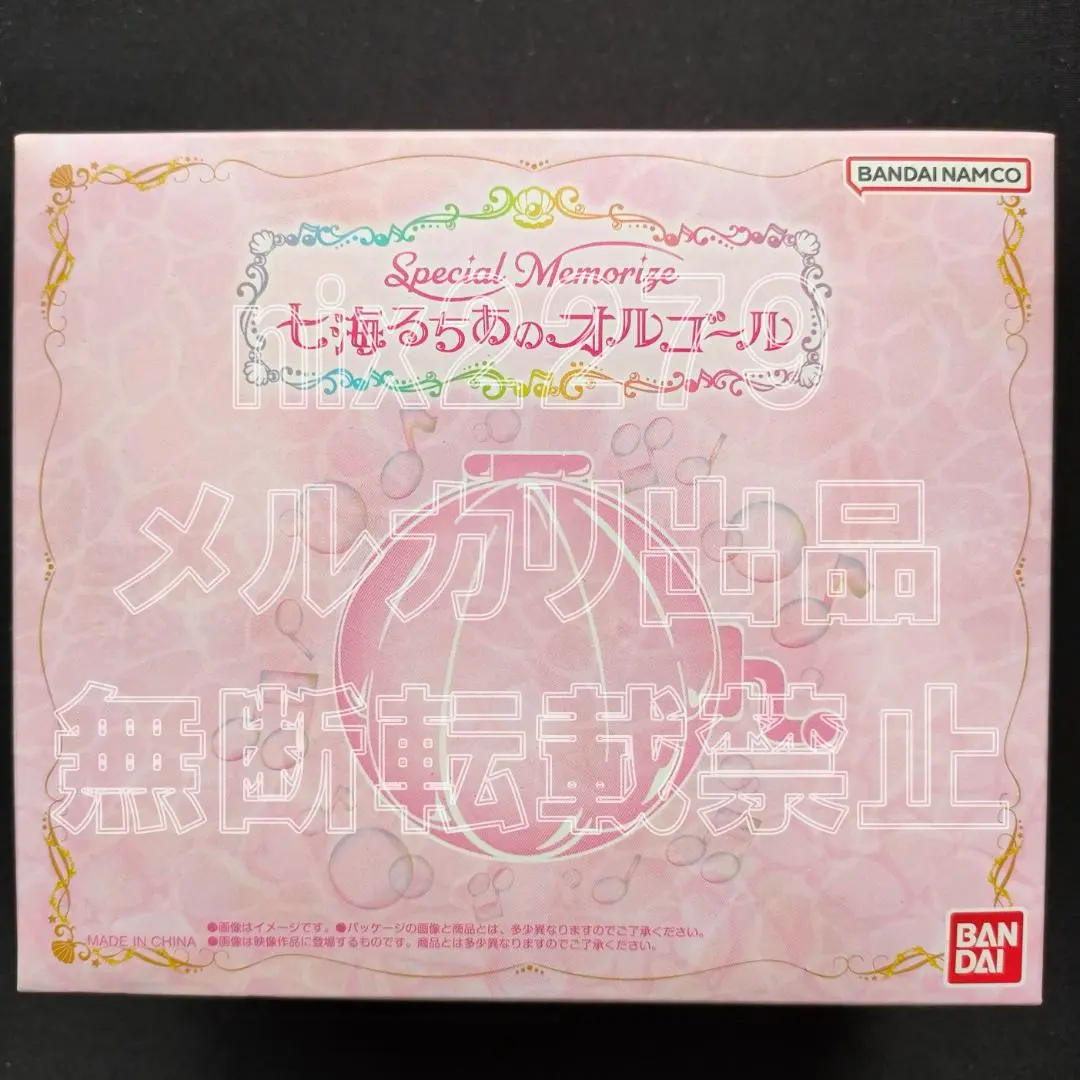 BANDAI NAMCO
Special Memorize
七海るちあのオルゴール
nix2279
メルカリ出品
無断転載禁止
●画像はイメージです。●パッケージの画像と商品とは、多少異なりますのでご了承ください。
MADE IN CHINA ●画像は映像作品に登場するものです。商品とは多少異なりますのでご了承ください。
BAN
DAI